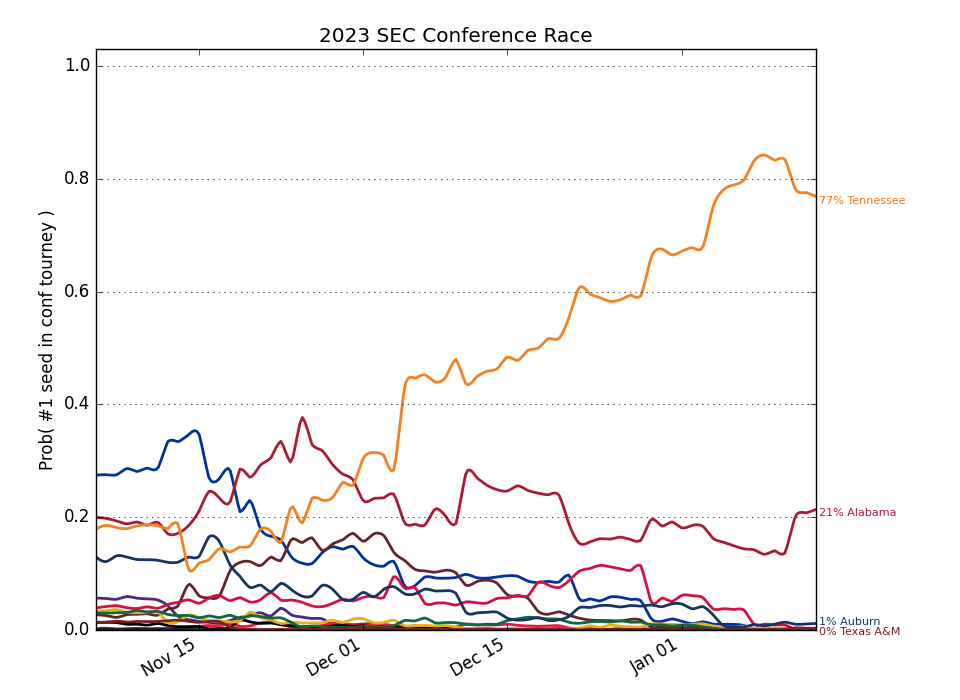 2023 SEC Conference Race
Prob( #1 seed in conf tourney )
1.0
0.8
0.6
0.4
0.2
0.0
77% Tennessee
21% Alabama
1% Auburn
0% Texas A&M
Nov 15
Dec 01
Dec 15
Jan 01